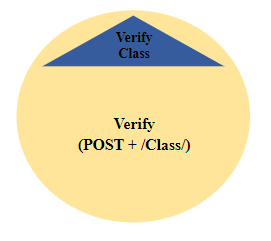 Verify
Class
Verify
(POST + /Class/)